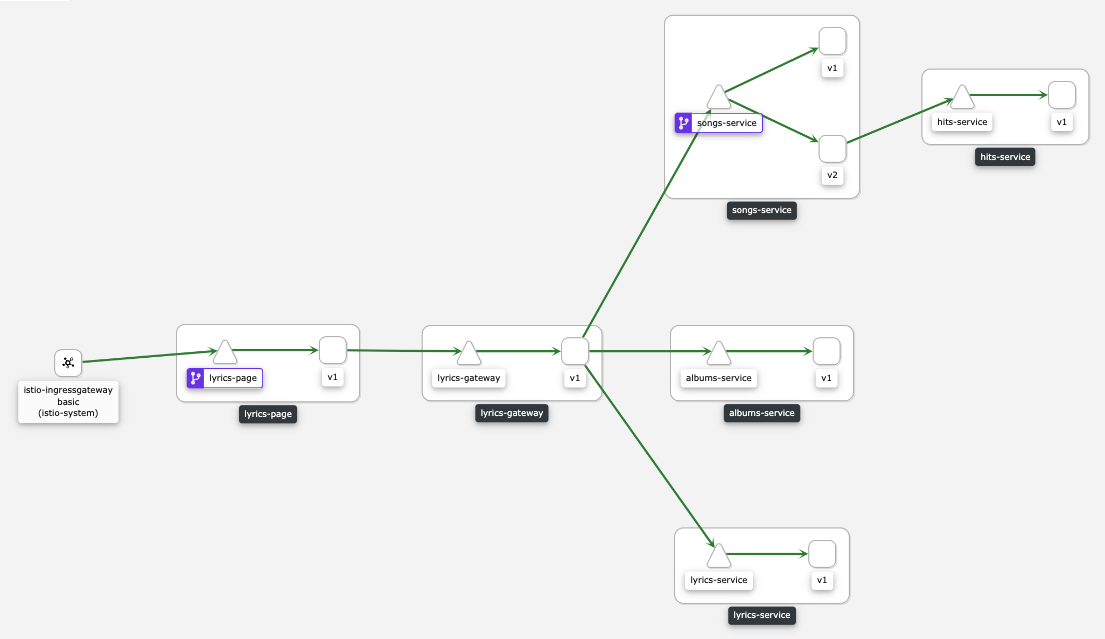 v1
songs-service
v2
songs-service
hits-service
v1
hits-service
istio-ingressgateway
basic
(istio-system)
lyrics-page
v1
lyrics-page
lyrics-gateway
v1
lyrics-gateway
albums-service
v1
albums-service
lyrics-service
v1
lyrics-service